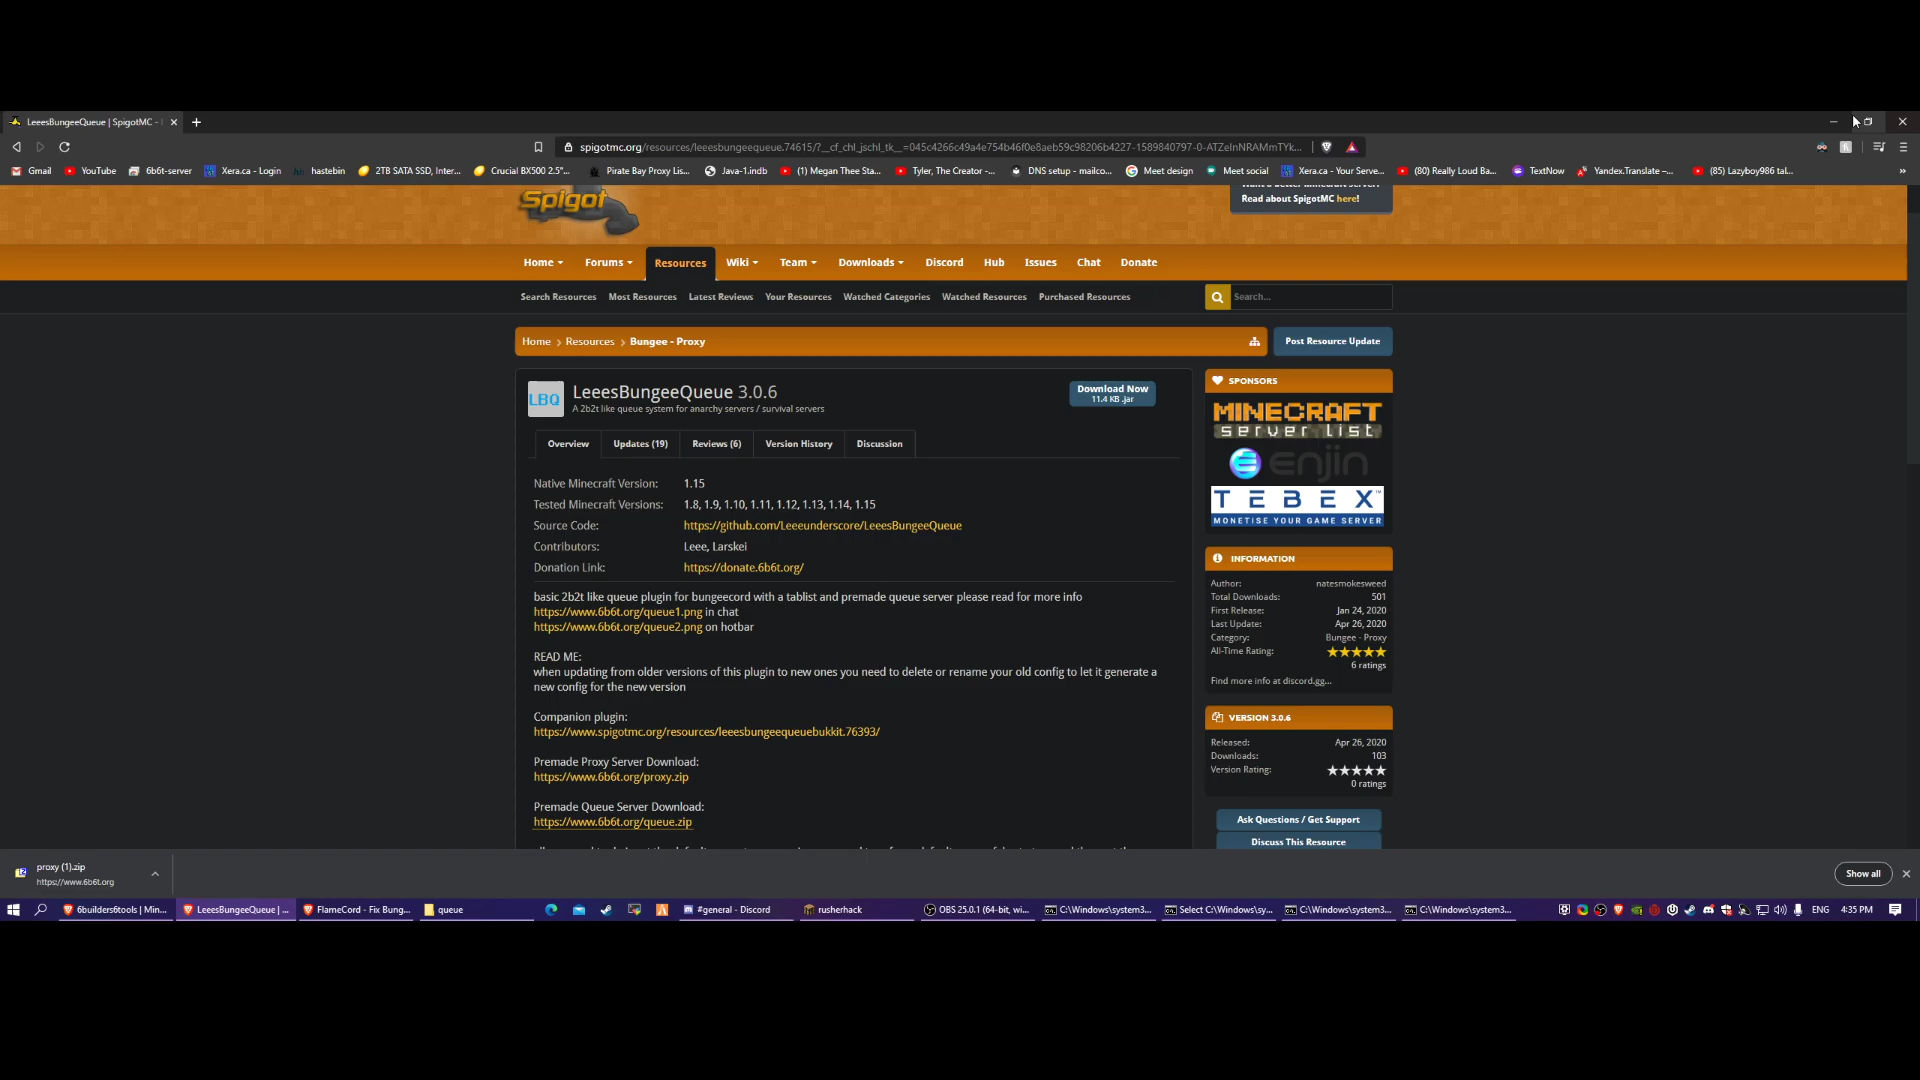 LeeesBungeeQueue | SpigotMC -
spigotmc.org/resources/leeesbungeequeue.74615/?__cf_chl_jschl_tk__=045c4266c49a4e754b46f0e8aeb59c98206b4227-1589840797-0-ATZeInNRAMmTYk...
Gmail YouTube 6b6t-server Xera.ca - Login hastebin 2TB SATA SSD, Inter... Crucial BX500 2.5"... Pirate Bay Proxy Lis... Java-1.indb (1) Megan Thee Sta... Tyler, The Creator -... DNS setup - mailco... Meet design Meet social Xera.ca - Your Serve... (80) Really Loud Ba... TextNow Yandex.Translate –... (85) Lazyboy986 tal... »
Spigot
Read about SpigotMC here!
Home Forums Resources Wiki Team Downloads Discord Hub Issues Chat Donate
Search Resources Most Resources Latest Reviews Your Resources Watched Categories Watched Resources Purchased Resources Search...
Home > Resources > Bungee - Proxy
Post Resource Update
LBQ
LeeesBungeeQueue 3.0.6
A 2b2t like queue system for anarchy servers / survival servers
Download Now
11.4 KB .jar
Overview Updates (19) Reviews (6) Version History Discussion
Native Minecraft Version: 1.15
Tested Minecraft Versions: 1.8, 1.9, 1.10, 1.11, 1.12, 1.13, 1.14, 1.15
Source Code: https://github.com/Leeeunderscore/LeeesBungeeQueue
Contributors: Leee, Larskei
Donation Link: https://donate.6b6t.org/
basic 2b2t like queue plugin for bungeecord with a tablist and premade queue server please read for more info
https://www.6b6t.org/queue1.png in chat
https://www.6b6t.org/queue2.png on hotbar
READ ME:
when updating from older versions of this plugin to new ones you need to delete or rename your old config to let it generate a
new config for the new version
Companion plugin:
https://www.spigotmc.org/resources/leeesbungeequeuebukkit.76393/
Premade Proxy Server Download:
https://www.6b6t.org/proxy.zip
Premade Queue Server Download:
https://www.6b6t.org/queue.zip
SPONSORS
MINECRAFT
server list
enjin
TEBEX™
MONETISE YOUR GAME SERVER
INFORMATION
Author: natesmokesweed
Total Downloads: 501
First Release: Jan 24, 2020
Last Update: Apr 26, 2020
Category: Bungee - Proxy
All-Time Rating:
6 ratings
Find more info at discord.gg...
VERSION 3.0.6
Released: Apr 26, 2020
Downloads: 103
Version Rating:
0 ratings
Ask Questions / Get Support
Discuss This Resource
proxy (1).zip
https://www.6b6t.org
Show all
6builders6tools | Min... LeeesBungeeQueue | ... FlameCord - Fix Bung... queue #general - Discord rusherhack OBS 25.0.1 (64-bit, wi... C:\Windows\system3... Select C:\Windows\sy... C:\Windows\system3... C:\Windows\system3... ENG 4:35 PM